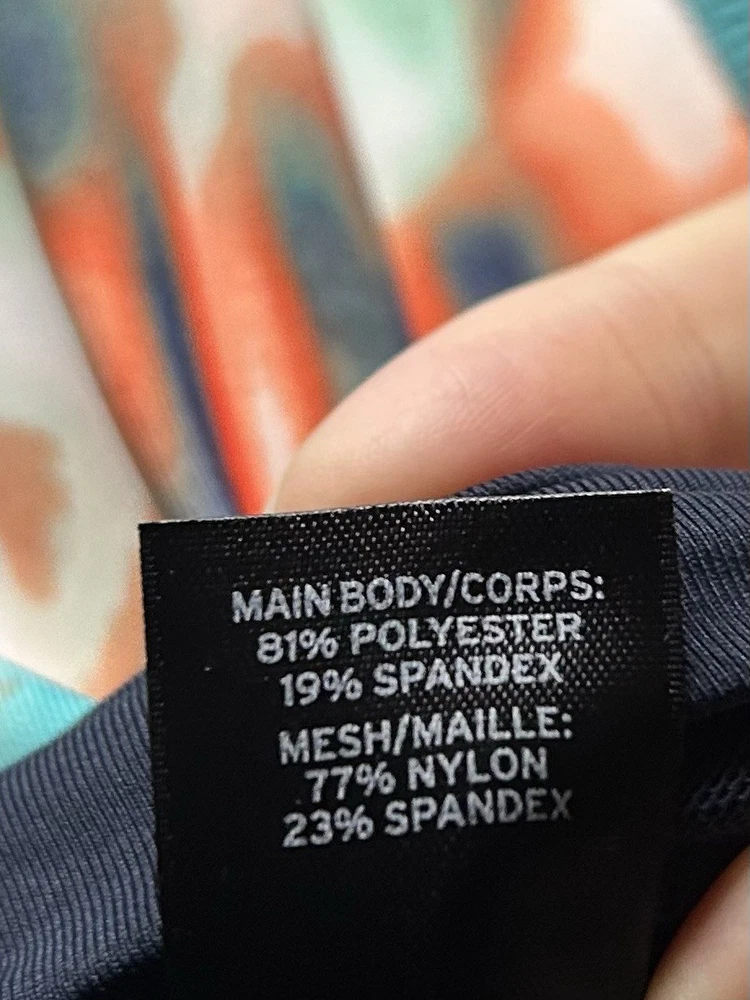 MAIN BODY/CORPS:
81% POLYESTER
19% SPANDEX
MESH/MAILLE:
77% NYLON
23% SPANDEX